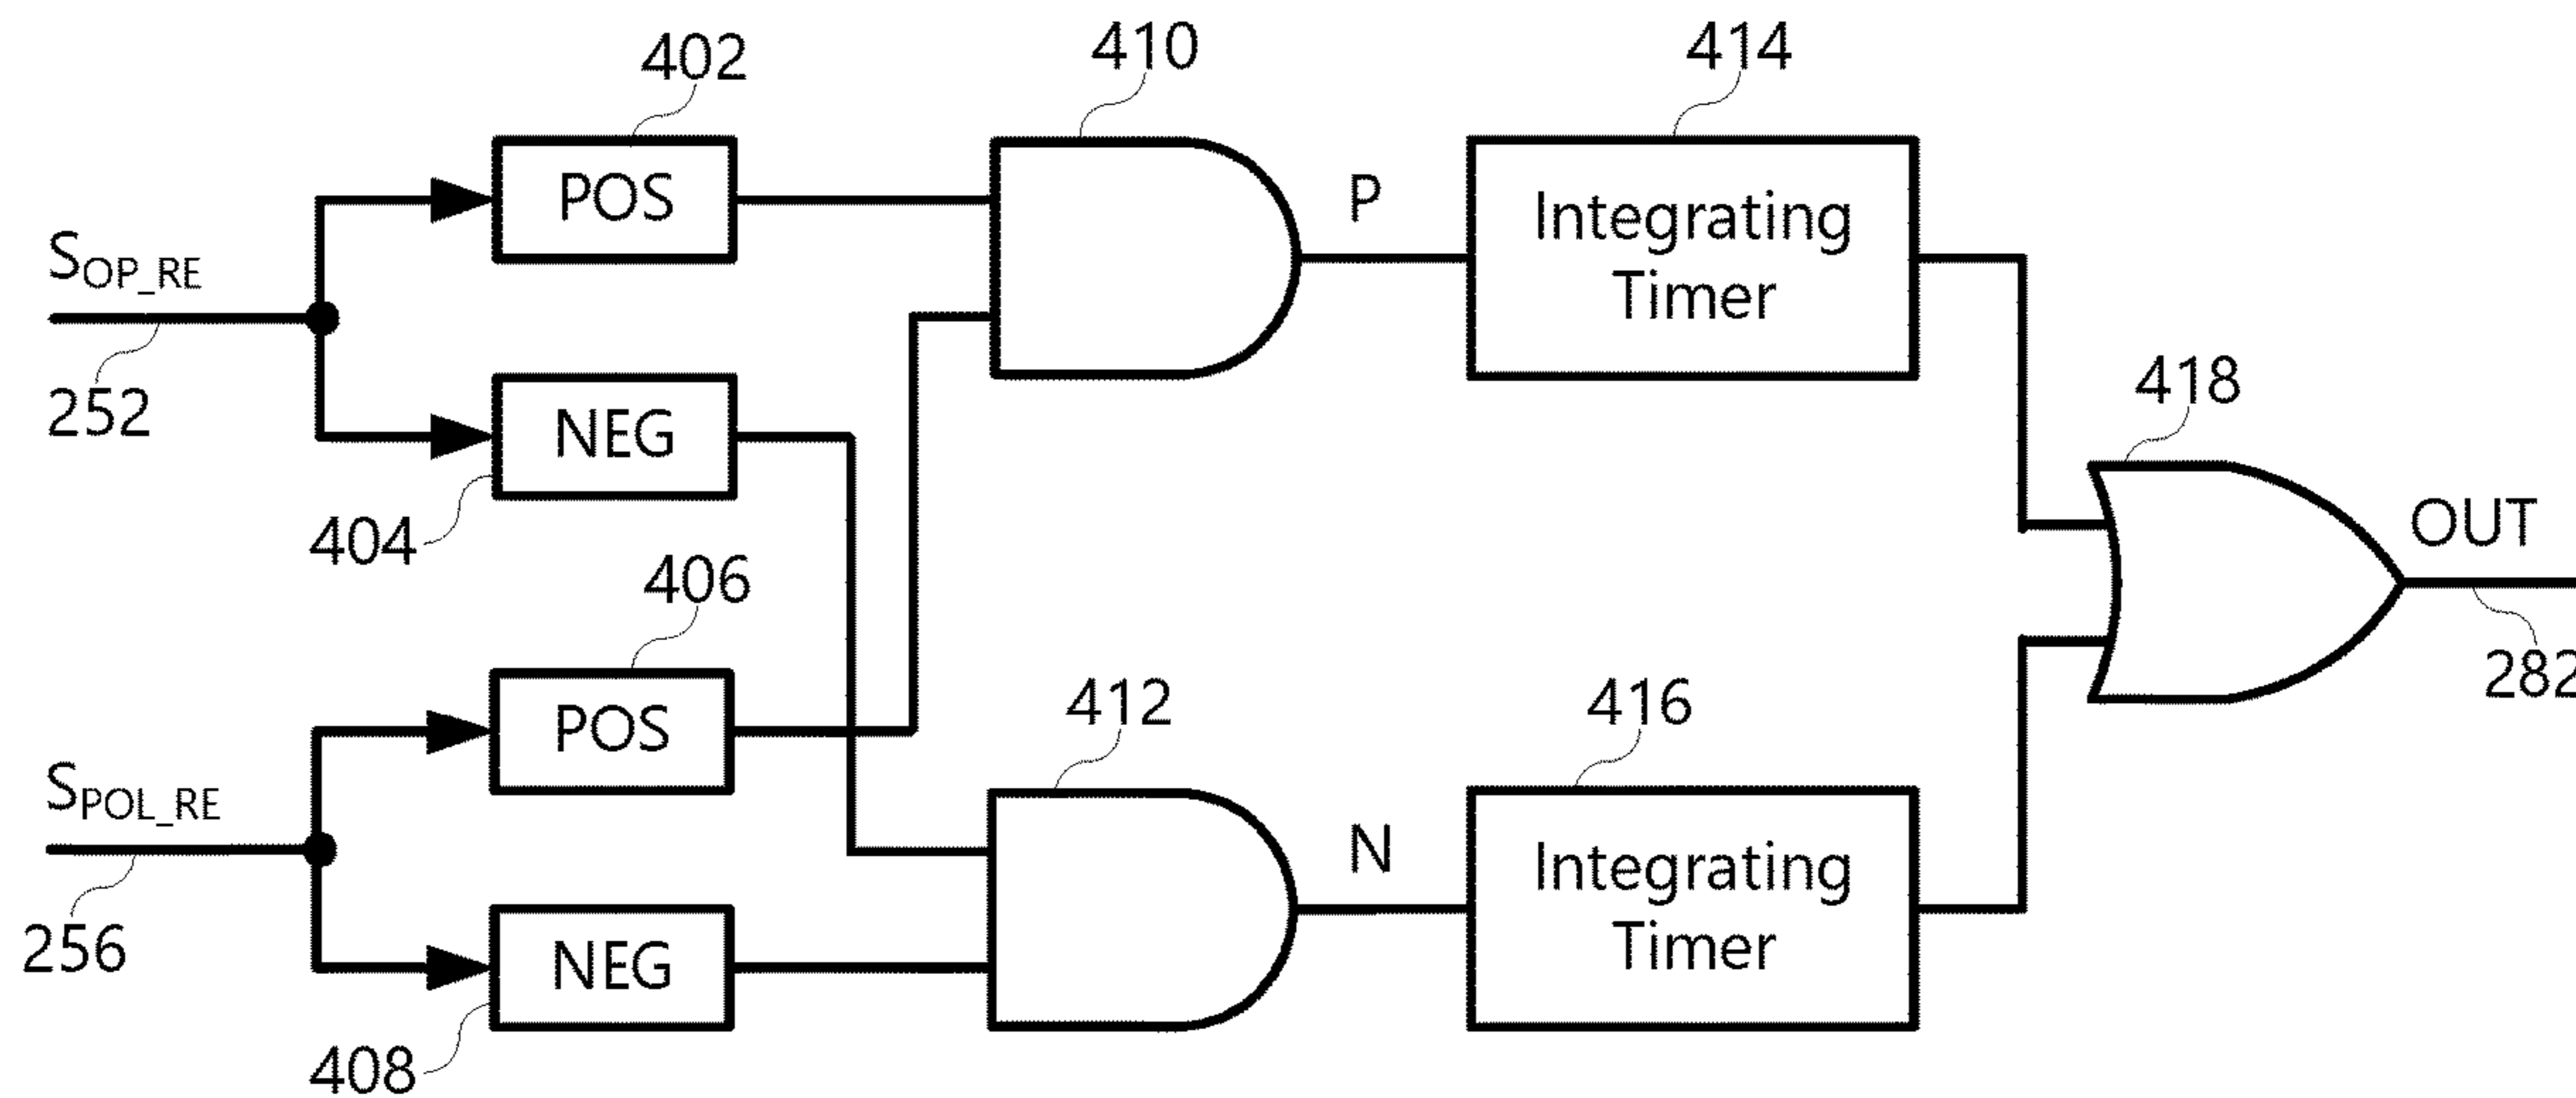 402
410
414
POS
P
Integrating
Timer
S_OP_RE
252
NEG
404
418
OUT
282
406
POS
412
416
S_POL_RE
256
N
Integrating
Timer
NEG
408